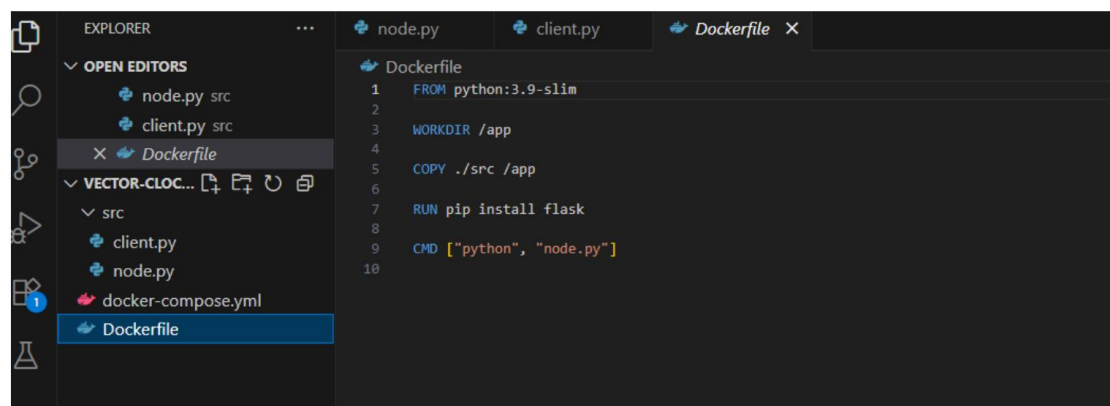 EXPLORER ...
OPEN EDITORS
node.py src
client.py src
Dockerfile
VECTOR-CLOC...
src
client.py
node.py
docker-compose.yml
Dockerfile
1
node.py client.py Dockerfile
Dockerfile
1 FROM python:3.9-slim
2
3 WORKDIR /app
4
5 COPY ./src /app
6
7 RUN pip install flask
8
9 CMD ["python", "node.py"]
10